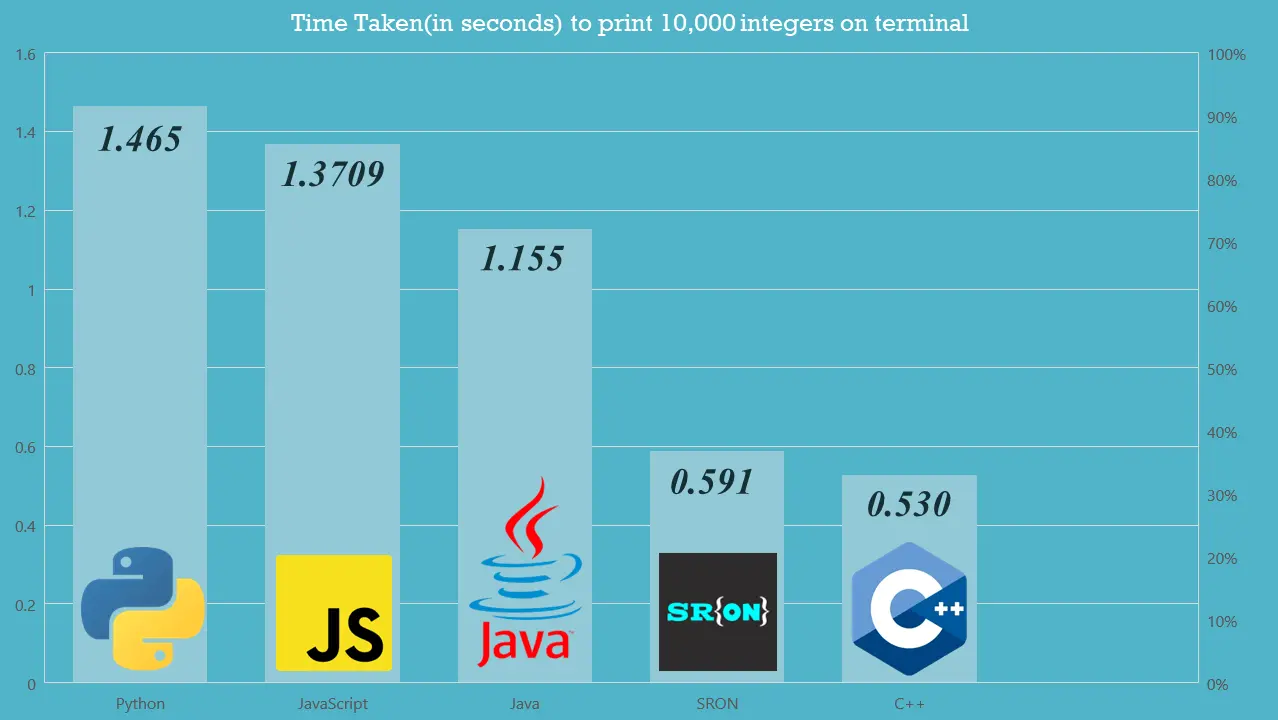 Time Taken(in seconds) to print 10,000 integers on terminal
1.6
1.4
1.2
1
0.8
0.6
0.4
0.2
0
100%
90%
80%
70%
60%
50%
40%
30%
20%
10%
0%
1.465
1.3709
1.155
0.591
0.530
JS
Java™
SR{ON}
C++
Python
JavaScript
Java
SRON
C++